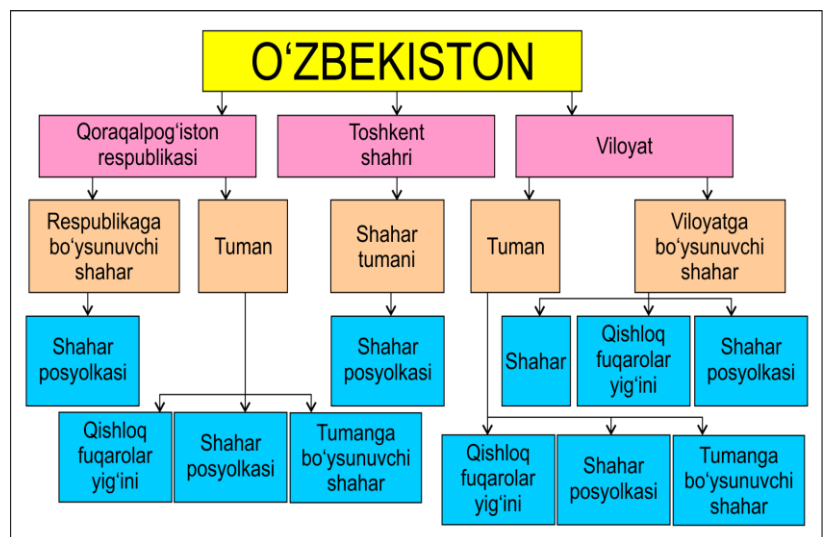 O‘ZBEKISTON
Qoraqalpog‘iston
respublikasi
Toshkent
shahri
Viloyat
Respublikaga
bo‘ysunuvchi
shahar
Tuman
Shahar
tumani
Tuman
Viloyatga
bo‘ysunuvchi
shahar
Shahar
posyolkasi
Shahar
posyolkasi
Shahar
Qishloq
fuqarolar
yig‘ini
Shahar
posyolkasi
Qishloq
fuqarolar
yig‘ini
Shahar
posyolkasi
Tumanga
bo‘ysunuvchi
shahar
Qishloq
fuqarolar
yig‘ini
Shahar
posyolkasi
Tumanga
bo‘ysunuvchi
shahar